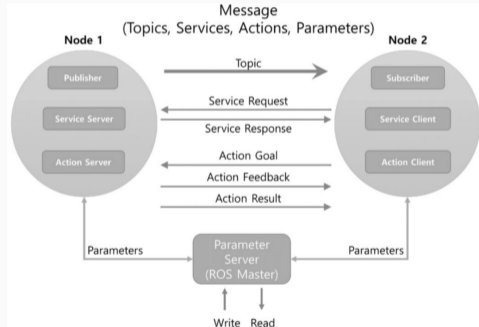 Message
(Topics, Services, Actions, Parameters)
Node 1
Node 2
Publisher
Topic
Subscriber
Service Server
Service Request
Service Response
Service Client
Action Server
Action Goal
Action Feedback
Action Result
Action Client
Parameters
Parameter
Server
(ROS Master)
Parameters
Write
Read